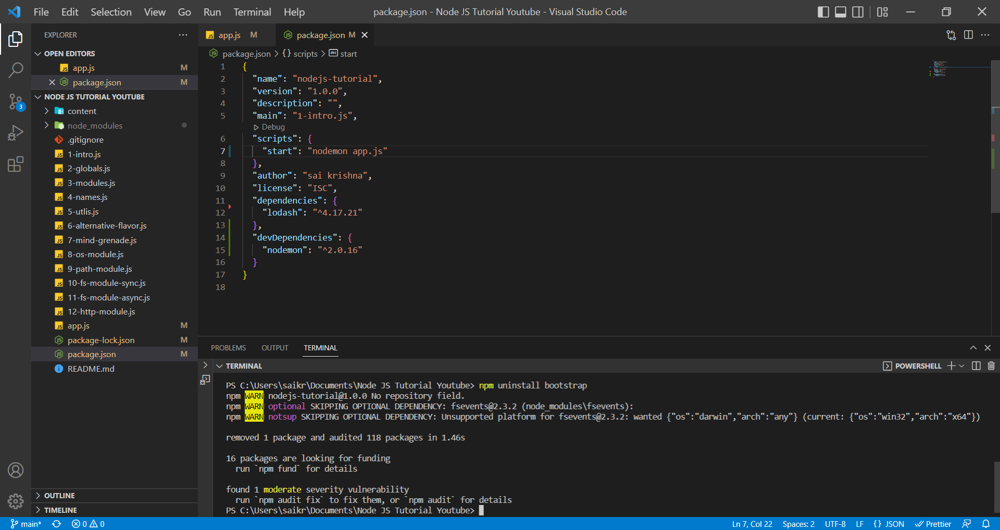 File Edit Selection View Go Run Terminal Help
package.json - Node JS Tutorial Youtube - Visual Studio Code
EXPLORER
OPEN EDITORS
app.js M
package.json M
NODE JS TUTORIAL YOUTUBE
content
node_modules
.gitignore
1-intro.js
2-globals.js
3-modules.js
4-names.js
5-utlis.js
6-alternative-flavor.js
7-mind-grenade.js
8-os-module.js
9-path-module.js
10-fs-module-sync.js
11-fs-module-async.js
12-http-module.js
app.js M
package-lock.json M
package.json M
README.md
OUTLINE
TIMELINE
3
app.js M package.json M
package.json > {} scripts > abc start
1 {
2 "name": "nodejs-tutorial",
3 "version": "1.0.0",
4 "description": "",
5 "main": "1-intro.js",
Debug
6 "scripts": {
7 "start": "nodemon app.js"
8 },
9 "author": "sai krishna",
10 "license": "ISC",
11 "dependencies": {
12 "lodash": "^4.17.21"
13 },
14 "devDependencies": {
15 "nodemon": "^2.0.16"
16 }
17 }
18
PROBLEMS OUTPUT TERMINAL
TERMINAL
POWERSHELL
PS C:\Users\saikr\Documents\Node JS Tutorial Youtube> npm uninstall bootstrap
npm WARN nodejs-tutorial@1.0.0 No repository field.
npm WARN optional SKIPPING OPTIONAL DEPENDENCY: fsevents@2.3.2 (node_modules\fsevents):
npm WARN notsup SKIPPING OPTIONAL DEPENDENCY: Unsupported platform for fsevents@2.3.2: wanted {"os":"darwin","arch":"any"} (current: {"os":"win32","arch":"x64"})
removed 1 package and audited 118 packages in 1.46s
16 packages are looking for funding
run `npm fund` for details
found 1 moderate severity vulnerability
run `npm audit fix` to fix them, or `npm audit` for details
PS C:\Users\saikr\Documents\Node JS Tutorial Youtube>
main* 0 0
Ln 7, Col 22 Spaces: 2 UTF-8 LF {} JSON Prettier